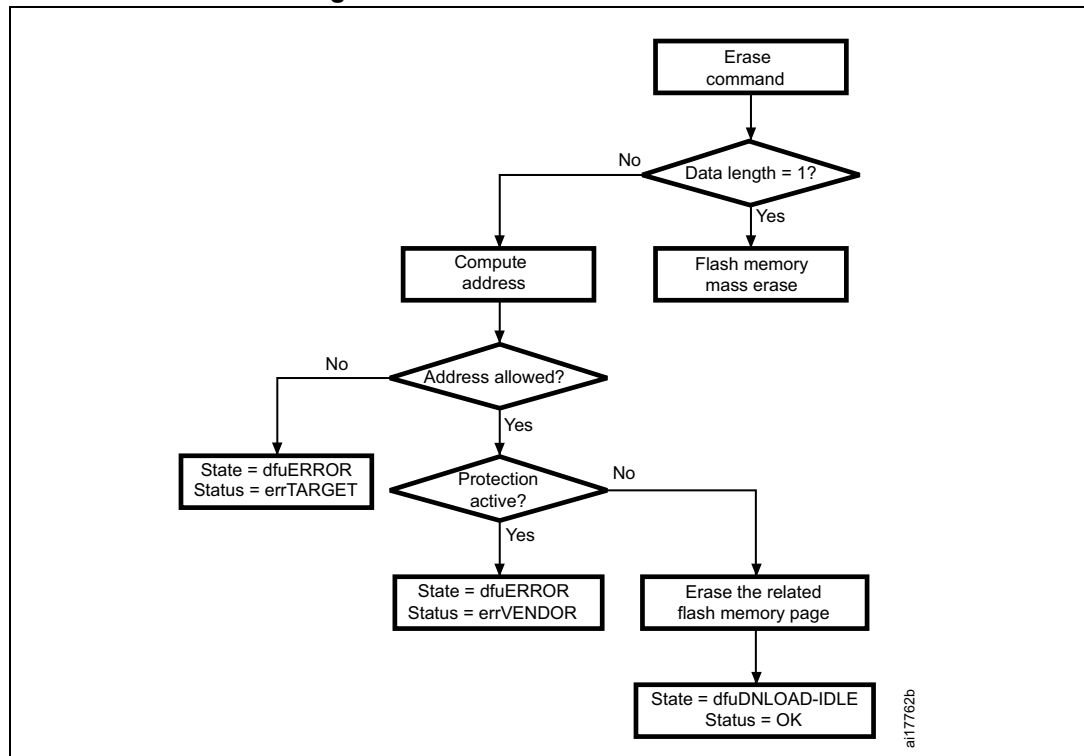 Erase
command
No
Data length = 1?
Yes
Compute
address
Flash memory
mass erase
No
Address allowed?
Yes
State = dfuERROR
Status = errTARGET
Protection
active?
No
Yes
State = dfuERROR
Status = errVENDOR
Erase the related
flash memory page
State = dfuDNLOAD-IDLE
Status = OK
ai17762b